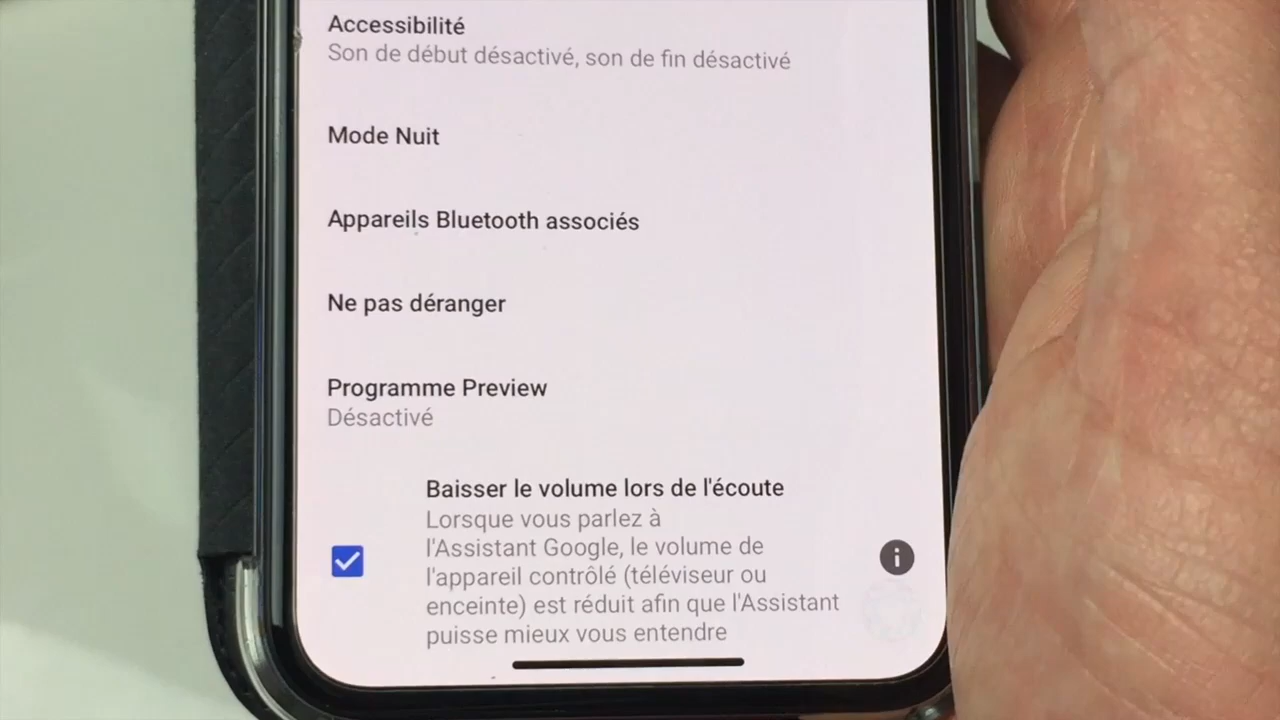 Accessibilité
Son de début désactivé, son de fin désactivé
Mode Nuit
Appareils Bluetooth associés
Ne pas déranger
Programme Preview
Désactivé
Baisser le volume lors de l'écoute
Lorsque vous parlez à
l'Assistant Google, le volume de
l'appareil contrôlé (téléviseur ou
enceinte) est réduit afin que l'Assistant
puisse mieux vous entendre